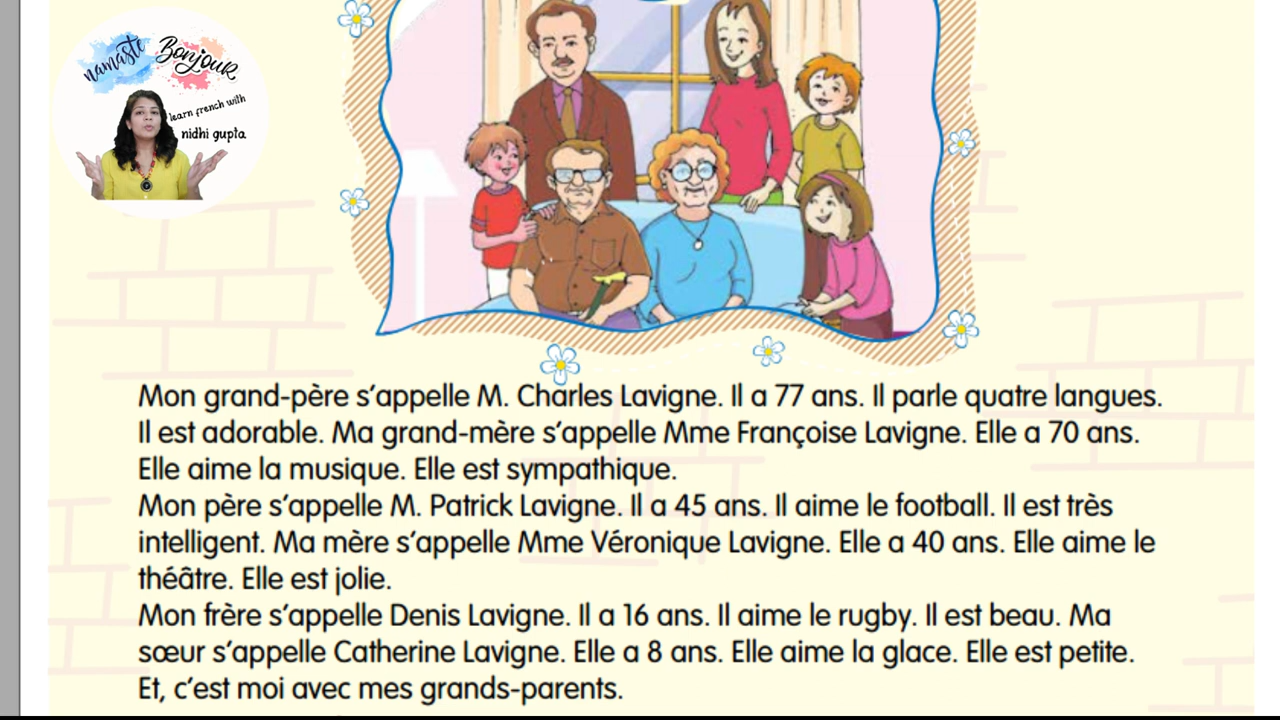 namaste Bonjour
learn french with
nidhi gupta
Mon grand-père s’appelle M. Charles Lavigne. Il a 77 ans. Il parle quatre langues.
Il est adorable. Ma grand-mère s’appelle Mme Françoise Lavigne. Elle a 70 ans.
Elle aime la musique. Elle est sympathique.
Mon père s’appelle M. Patrick Lavigne. Il a 45 ans. Il aime le football. Il est très
intelligent. Ma mère s’appelle Mme Véronique Lavigne. Elle a 40 ans. Elle aime le
théâtre. Elle est jolie.
Mon frère s’appelle Denis Lavigne. Il a 16 ans. Il aime le rugby. Il est beau. Ma
sœur s’appelle Catherine Lavigne. Elle a 8 ans. Elle aime la glace. Elle est petite.
Et, c’est moi avec mes grands-parents.